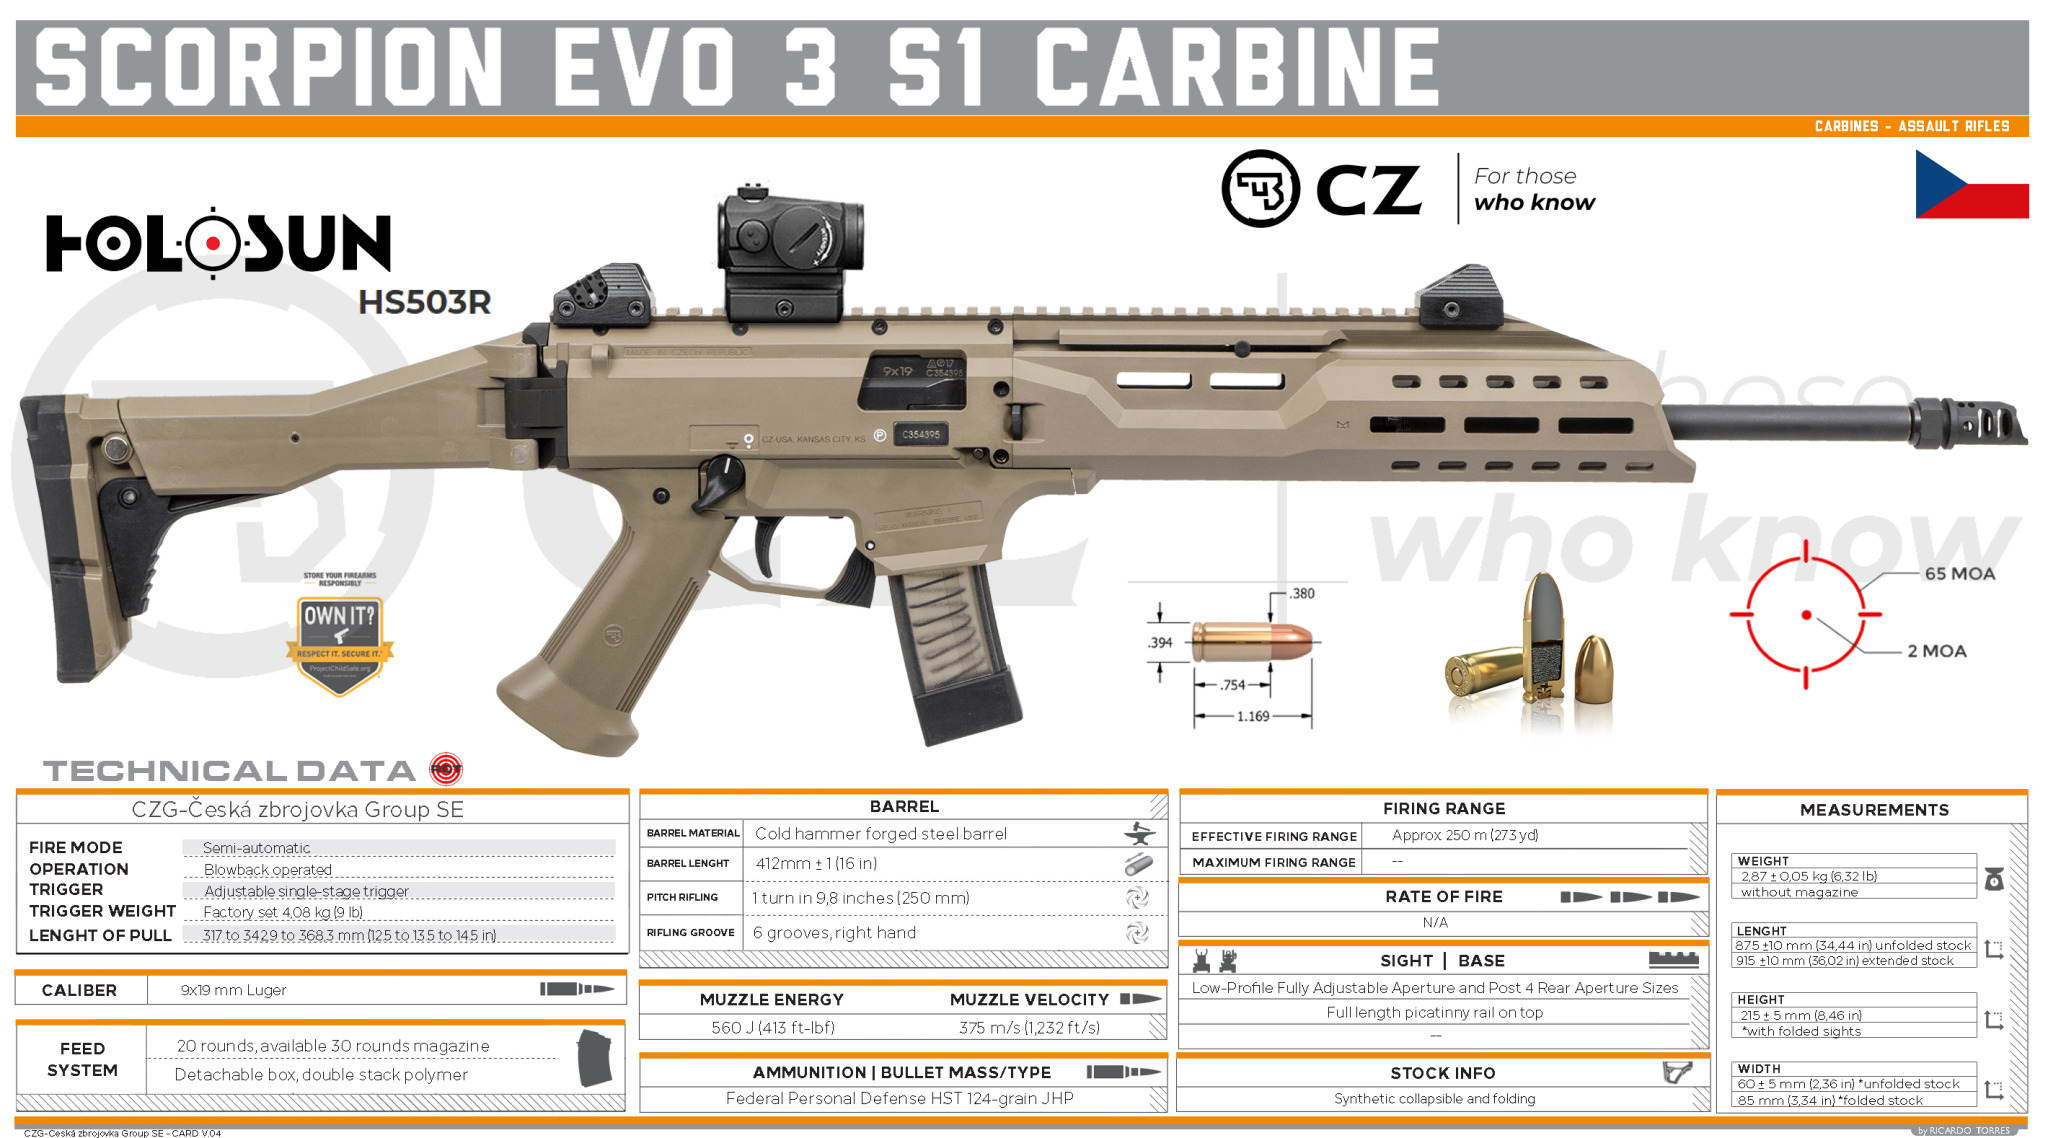 SCORPION EVO 3 S1 CARBINE
CARBINES - ASSAULT RIFLES
CZ
For those
who know
HOLOSUN
HS503R
MADE IN CZECH REPUBLIC
9x19
C354395
CZ-USA, KANSAS CITY, KS
P
C354395
those
who know
STORE YOUR FIREARMS
RESPONSIBLY
OWN IT?
RESPECT IT. SECURE IT.
ProjectChildSafe.org
.380
.394
.754
1.169
65 MOA
2 MOA
TECHNICAL DATA
CZG-Česká zbrojovka Group SE
FIRE MODE Semi-automatic
OPERATION Blowback operated
TRIGGER Adjustable single-stage trigger
TRIGGER WEIGHT Factory set 4,08 kg (9 lb)
LENGHT OF PULL 317 to 342,9 to 368,3 mm (12.5 to 13.5 to 14.5 in)
CALIBER 9x19 mm Luger
FEED
SYSTEM
20 rounds, available 30 rounds magazine
Detachable box, double stack polymer
BARREL
BARREL MATERIAL Cold hammer forged steel barrel
BARREL LENGHT 412mm ± 1 (16 in)
PITCH RIFLING 1 turn in 9,8 inches (250 mm)
RIFLING GROOVE 6 grooves, right hand
MUZZLE ENERGY MUZZLE VELOCITY
560 J (413 ft-lbf) 375 m/s (1,232 ft/s)
AMMUNITION | BULLET MASS/TYPE
Federal Personal Defense HST 124-grain JHP
FIRING RANGE
EFFECTIVE FIRING RANGE Approx 250 m (273 yd)
MAXIMUM FIRING RANGE --
RATE OF FIRE
N/A
SIGHT | BASE
Low-Profile Fully Adjustable Aperture and Post 4 Rear Aperture Sizes
Full length picatinny rail on top
--
STOCK INFO
Synthetic collapsible and folding
MEASUREMENTS
WEIGHT
2,87 ± 0,05 kg (6,32 lb)
without magazine
LENGHT
875 ±10 mm (34,44 in) unfolded stock
915 ±10 mm (36,02 in) extended stock
HEIGHT
215 ± 5 mm (8,46 in)
*with folded sights
WIDTH
60 ± 5 mm (2,36 in) *unfolded stock
85 mm (3,34 in) *folded stock
CZG-Česká zbrojovka Group SE - CARD V.04
by RICARDO TORRES